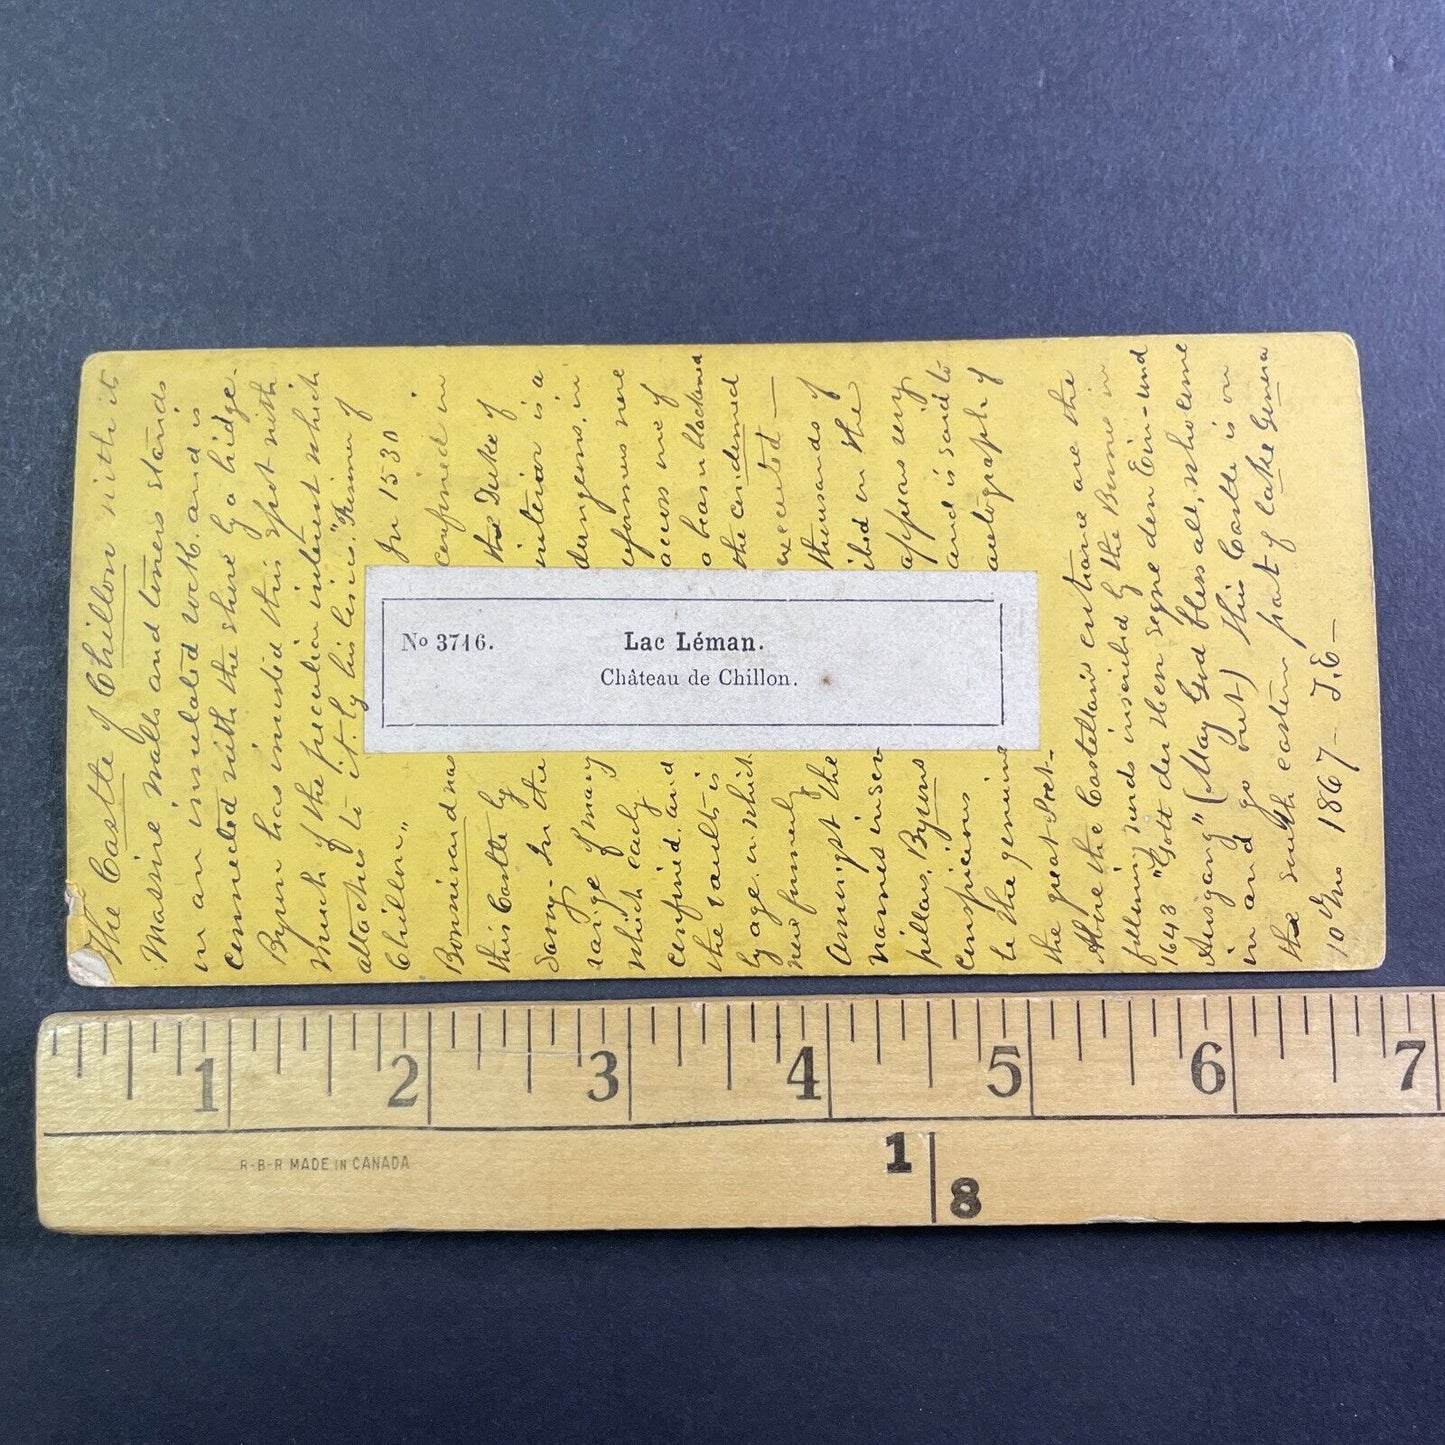 The Castle of Chillon with its
Massive walls and towers stands
in an insulated rock. and is
connected with the shore by a bidge.
Byron has invested this spot with
much of the peculiar interest which
attaches to it. by his lines. "Prisoner of
Chillon"
In 1530
Bonnivard was confined in
this Castle by the Duke of
Savoy. In the interior is a
range of many dungeons, in
which early reformers were
confined. and across one of
the vaults is a beam blackened
by age. on which the condemned
were formerly executed —
Amongst the thousands of
names inscr ibed on the
pillars, Byrons appears very
conspicuous and is said to
be the genuine autograph of
the great Poet-
Above the Castellan's entrance are the
following words inscribed by the Burnese in
1643 "Gott der Herr segne den Ein-und
Ausgang" (May God bless all, who come
in and go out) this Castle is on
the south eastern part of lake Geneva
10 1867 — J.E —
No 3716.
Lac Léman.
Château de Chillon.
1 2 3 4 5 6 7
R-B-R MADE IN CANADA
1
8